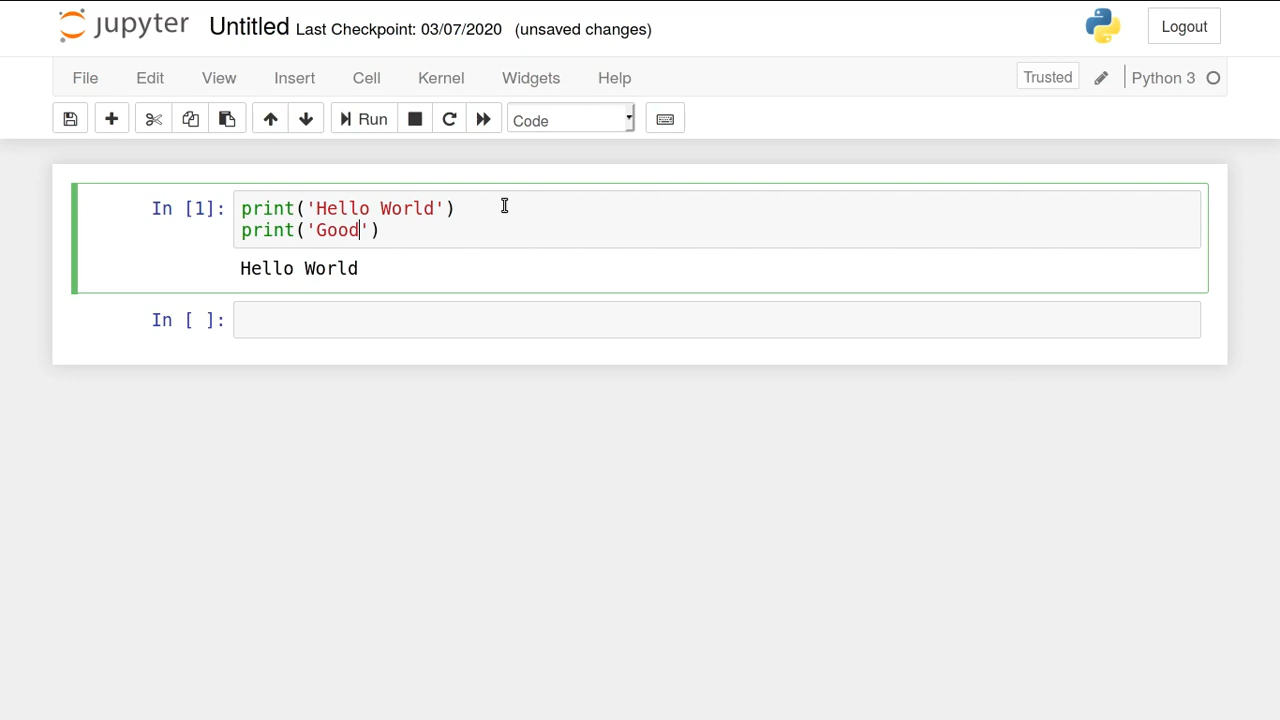 jupyter Untitled Last Checkpoint: 03/07/2020 (unsaved changes) Logout
File Edit View Insert Cell Kernel Widgets Help Trusted Python 3
Run Code
In [1]: print('Hello World')
print('Good')
Hello World
In [ ]: